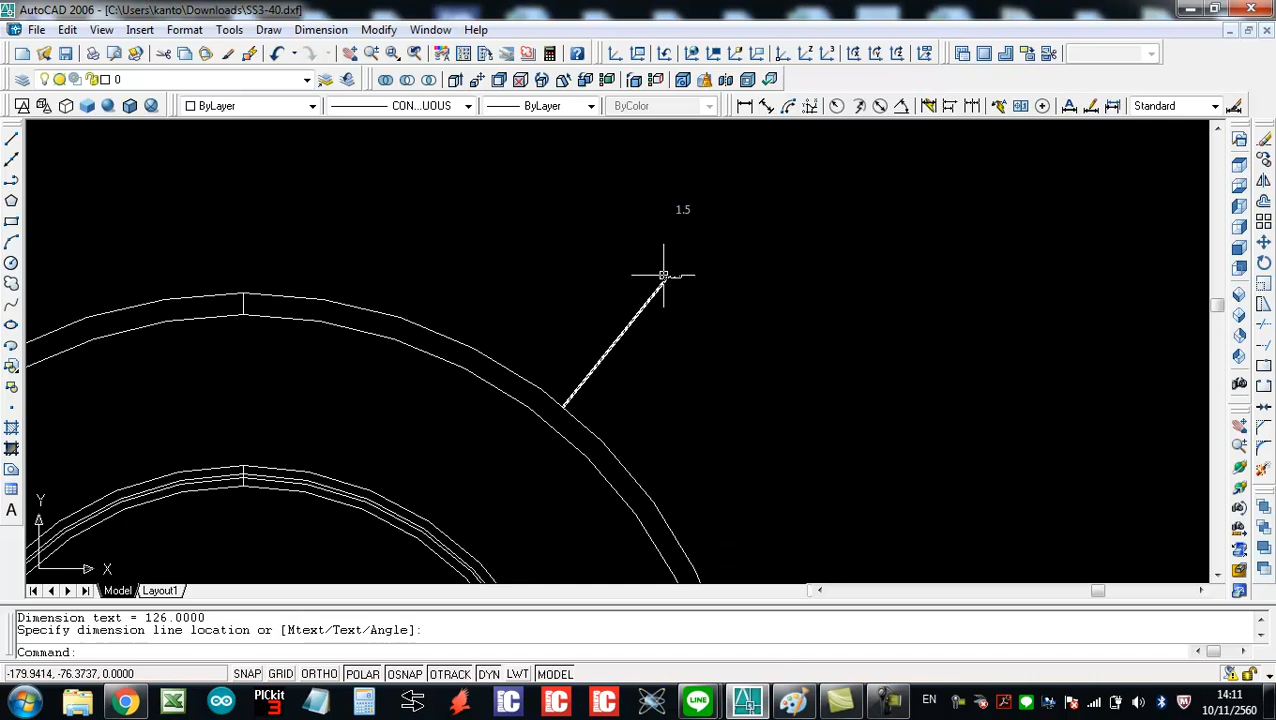 AutoCAD 2006 - [C:\Users\kanto\Downloads\SS3-40.dxf]
File Edit View Insert Format Tools Draw Dimension Modify Window Help
0
ByLayer CON...UOUS ByLayer ByColor Standard
1.5
Y
X
Model Layout1
Dimension text = 126.0000
Specify dimension line location or [Mtext/Text/Angle]:
Command:
-179.9414, -76.3737, 0.0000 SNAP GRID ORTHO POLAR OSNAP OTRACK DYN LWT MODEL
PICkit 3 LINE EN 14:11
10/11/2560